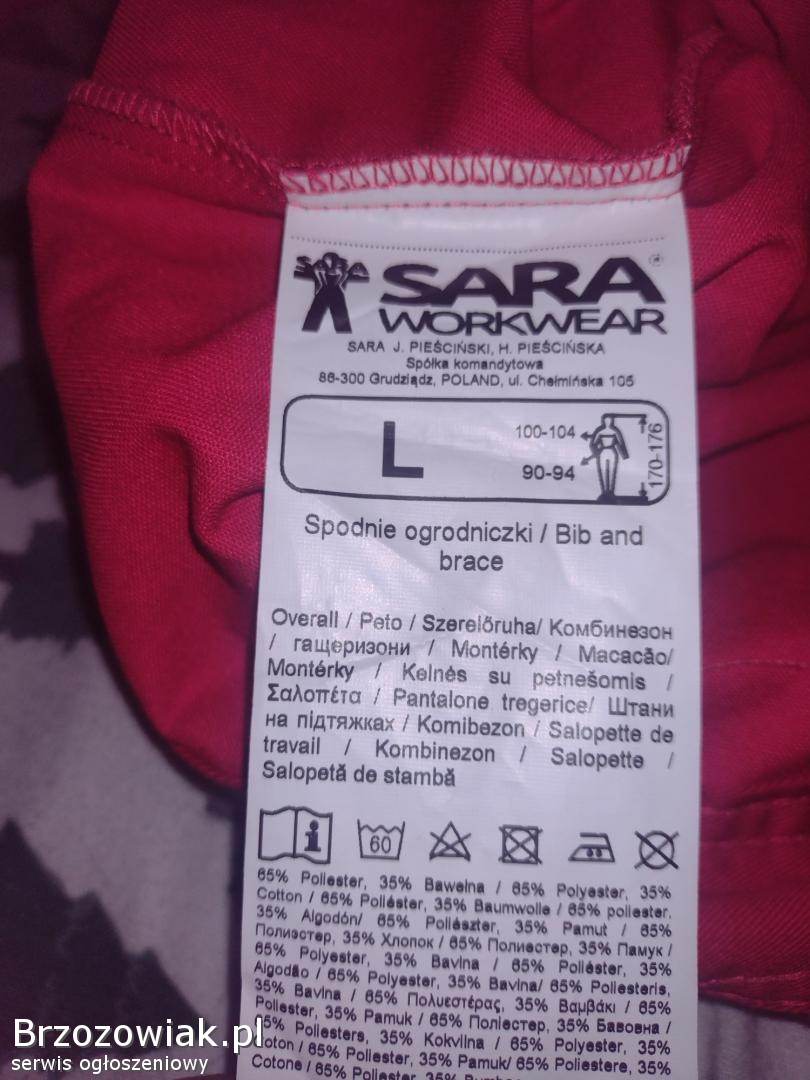 SARA
SARA®
WORKWEAR
SARA J. PIEŚCIŃSKI, H. PIEŚCIŃSKA
Spółka komandytowa
86-300 Grudziądz, POLAND, ul. Chełmińska 105
L
100-104
90-94
170-176
Spodnie ogrodniczki / Bib and
brace
Overall / Peto / Szerelőruha/ Комбинезон
/ гащеризони / Montérky / Macacão/
Montérky / Kelnės su petnešomis /
Σαλοπέτα / Pantalone tregerice/ Штани
на підтяжках / Komibezon / Salopette de
travail / Kombinezon / Salopette /
Salopetă de stambă
i
60
65% Poliester, 35% Bawełna / 65% Polyester, 35%
Cotton / 65% Poliéster, 35% Baumwolle / 65% poliester,
35% Algodón/ 65% Poliészter, 35% Pamut / 65%
Полиэстер, 35% Хлопок / 65% Полиестер, 35% Памук /
65% Polyester, 35% Bavlna / 65% Poliéster, 35%
Algodão / 65% Polyester, 35% Bavlna/ 65% Poliesteris,
35% Bavlna / 65% Πολυεστέρας, 35% Βαμβάκι / 65%
Poliester, 35% Pamuk / 65% Поліестер, 35% Бавовна /
65% Poliesters, 35% Kokvilna / 65% Polyester, 35%
Coton / 65% Poliester, 35% Pamuk/ 65% Poliestere, 35%
Cotone / 65% Poliester, 35%
Brzozowiak.pl
serwis ogłoszeniowy